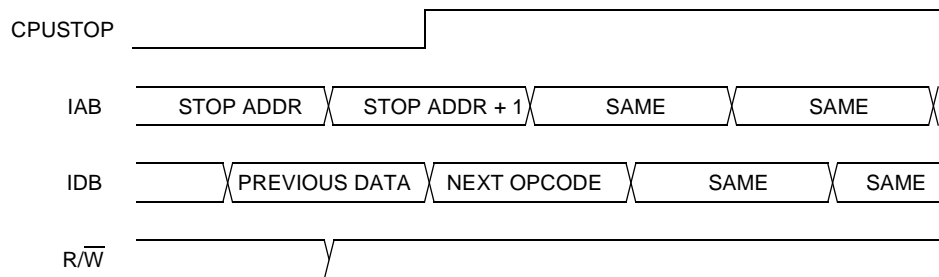 CPUSTOP
IAB STOP ADDR STOP ADDR + 1 SAME SAME
IDB PREVIOUS DATA NEXT OPCODE SAME SAME
R/W̅